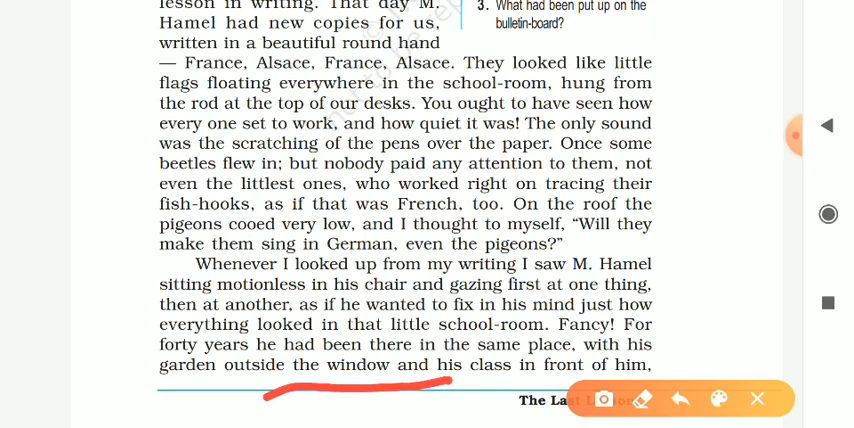 lesson in writing. That day M.
Hamel had new copies for us,
written in a beautiful round hand
— France, Alsace, France, Alsace. They looked like little
flags floating everywhere in the school-room, hung from
the rod at the top of our desks. You ought to have seen how
every one set to work, and how quiet it was! The only sound
was the scratching of the pens over the paper. Once some
beetles flew in; but nobody paid any attention to them, not
even the littlest ones, who worked right on tracing their
fish-hooks, as if that was French, too. On the roof the
pigeons cooed very low, and I thought to myself, “Will they
make them sing in German, even the pigeons?”
Whenever I looked up from my writing I saw M. Hamel
sitting motionless in his chair and gazing first at one thing,
then at another, as if he wanted to fix in his mind just how
everything looked in that little school-room. Fancy! For
forty years he had been there in the same place, with his
garden outside the window and his class in front of him,
3. What had been put up on the
bulletin-board?
The